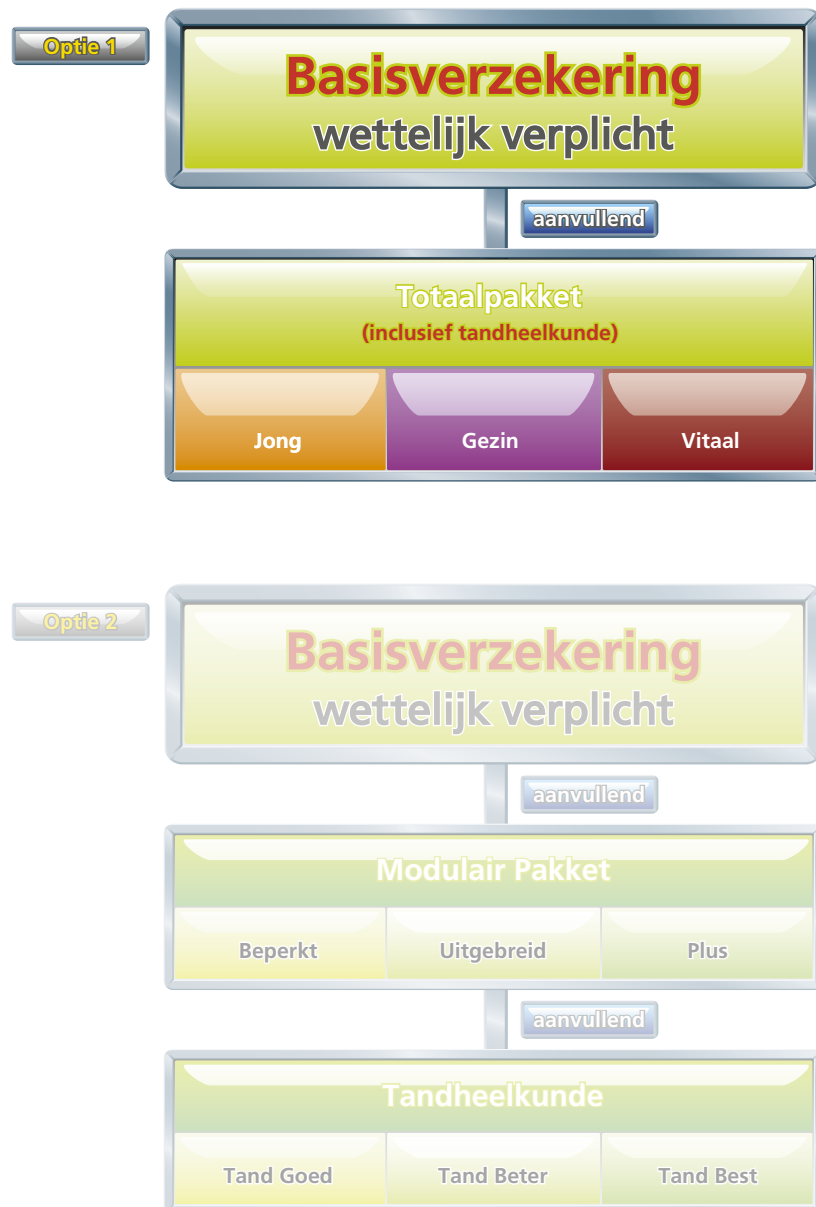 Optie 1
Basisverzekering
wettelijk verplicht
aanvullend
Totaalpakket
(inclusief tandheelkunde)
Jong Gezin Vitaal
Optie 2
Basisverzekering
wettelijk verplicht
aanvullend
Modulair Pakket
Beperkt Uitgebreid Plus
aanvullend
Tandheelkunde
Tand Goed Tand Beter Tand Best